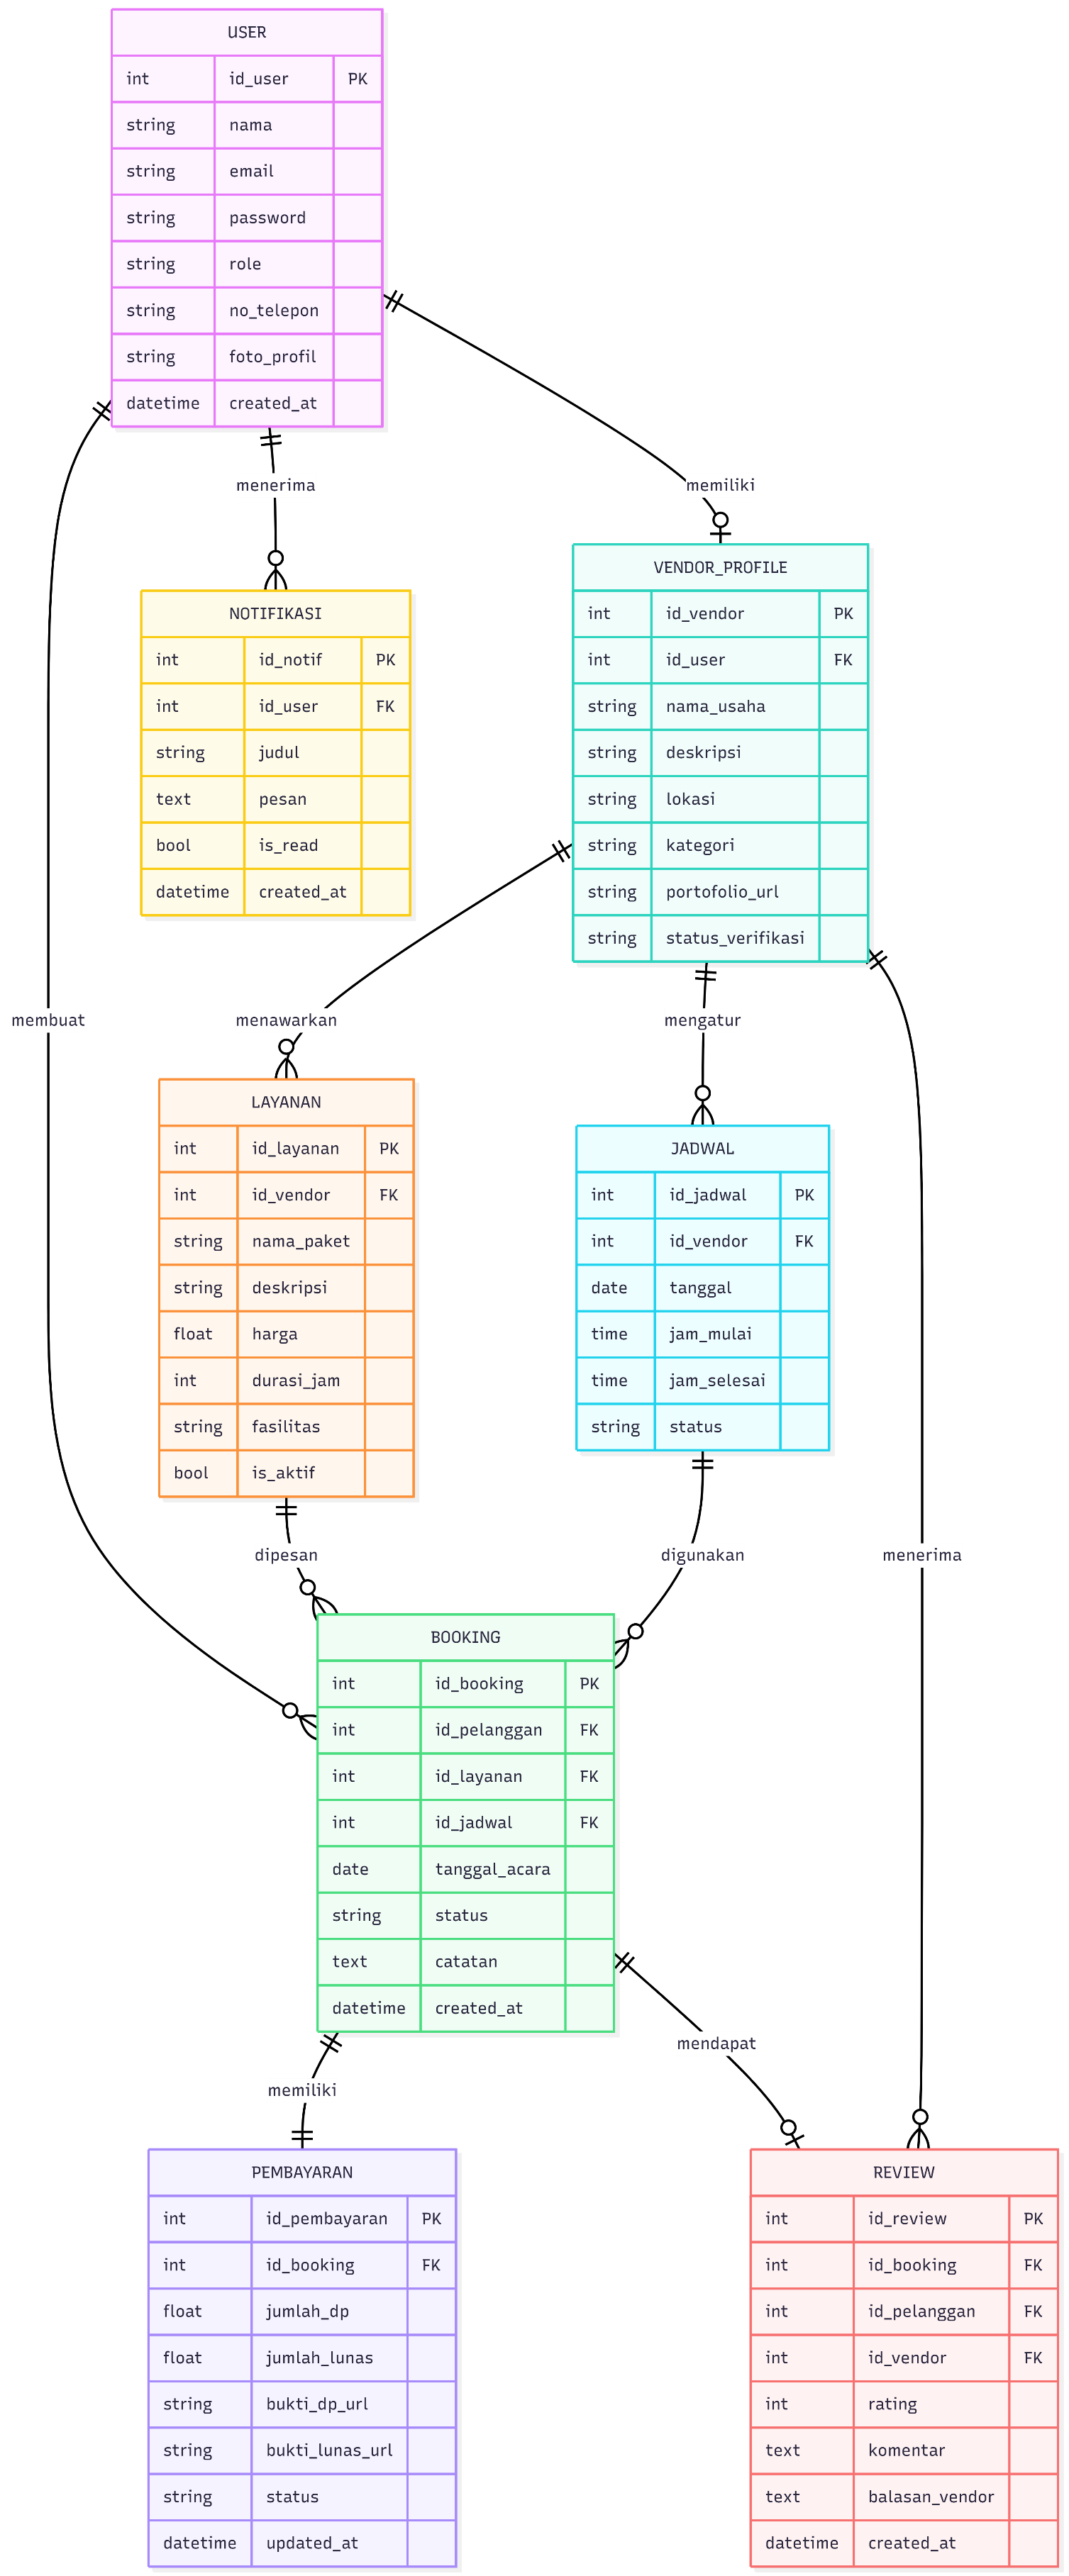 USER
int id_user PK
string nama
string email
string password
string role
string no_telepon
string foto_profil
datetime created_at
menerima
memiliki
NOTIFIKASI
int id_notif PK
int id_user FK
string judul
text pesan
bool is_read
datetime created_at
VENDOR_PROFILE
int id_vendor PK
int id_user FK
string nama_usaha
string deskripsi
string lokasi
string kategori
string portofolio_url
string status_verifikasi
membuat
menawarkan
mengatur
LAYANAN
int id_layanan PK
int id_vendor FK
string nama_paket
string deskripsi
float harga
int durasi_jam
string fasilitas
bool is_aktif
JADWAL
int id_jadwal PK
int id_vendor FK
date tanggal
time jam_mulai
time jam_selesai
string status
dipesan
digunakan
menerima
BOOKING
int id_booking PK
int id_pelanggan FK
int id_layanan FK
int id_jadwal FK
date tanggal_acara
string status
text catatan
datetime created_at
mendapat
memiliki
PEMBAYARAN
int id_pembayaran PK
int id_booking FK
float jumlah_dp
float jumlah_lunas
string bukti_dp_url
string bukti_lunas_url
string status
datetime updated_at
REVIEW
int id_review PK
int id_booking FK
int id_pelanggan FK
int id_vendor FK
int rating
text komentar
text balasan_vendor
datetime created_at